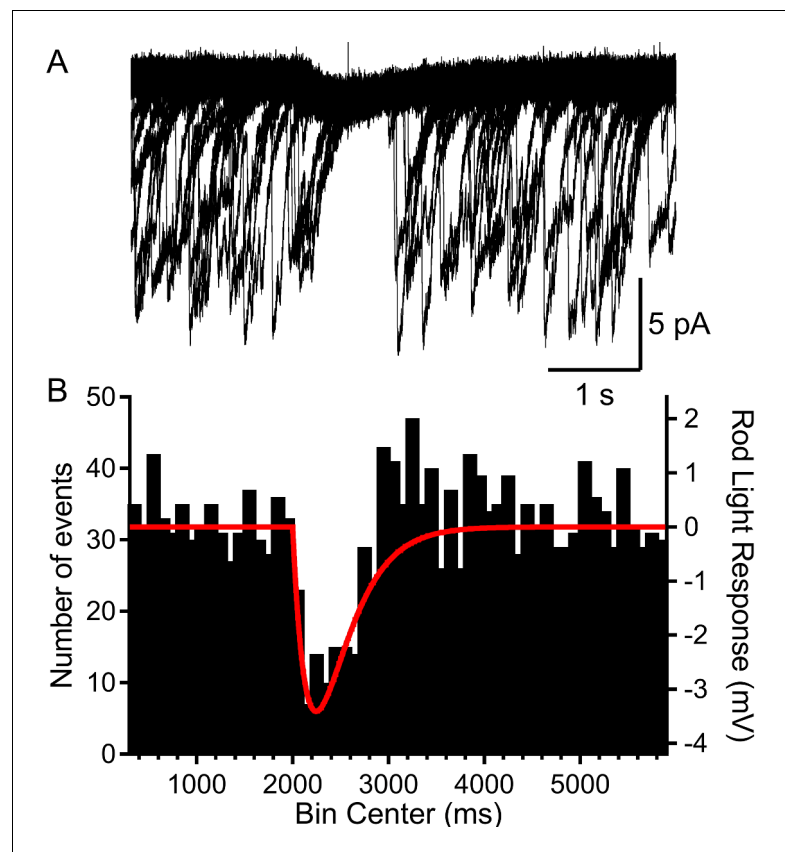 A
5 pA
1 s
B
50
40
30
20
10
0
Number of events
2
1
0
-1
-2
-3
-4
Rod Light Response (mV)
1000 2000 3000 4000 5000
Bin Center (ms)